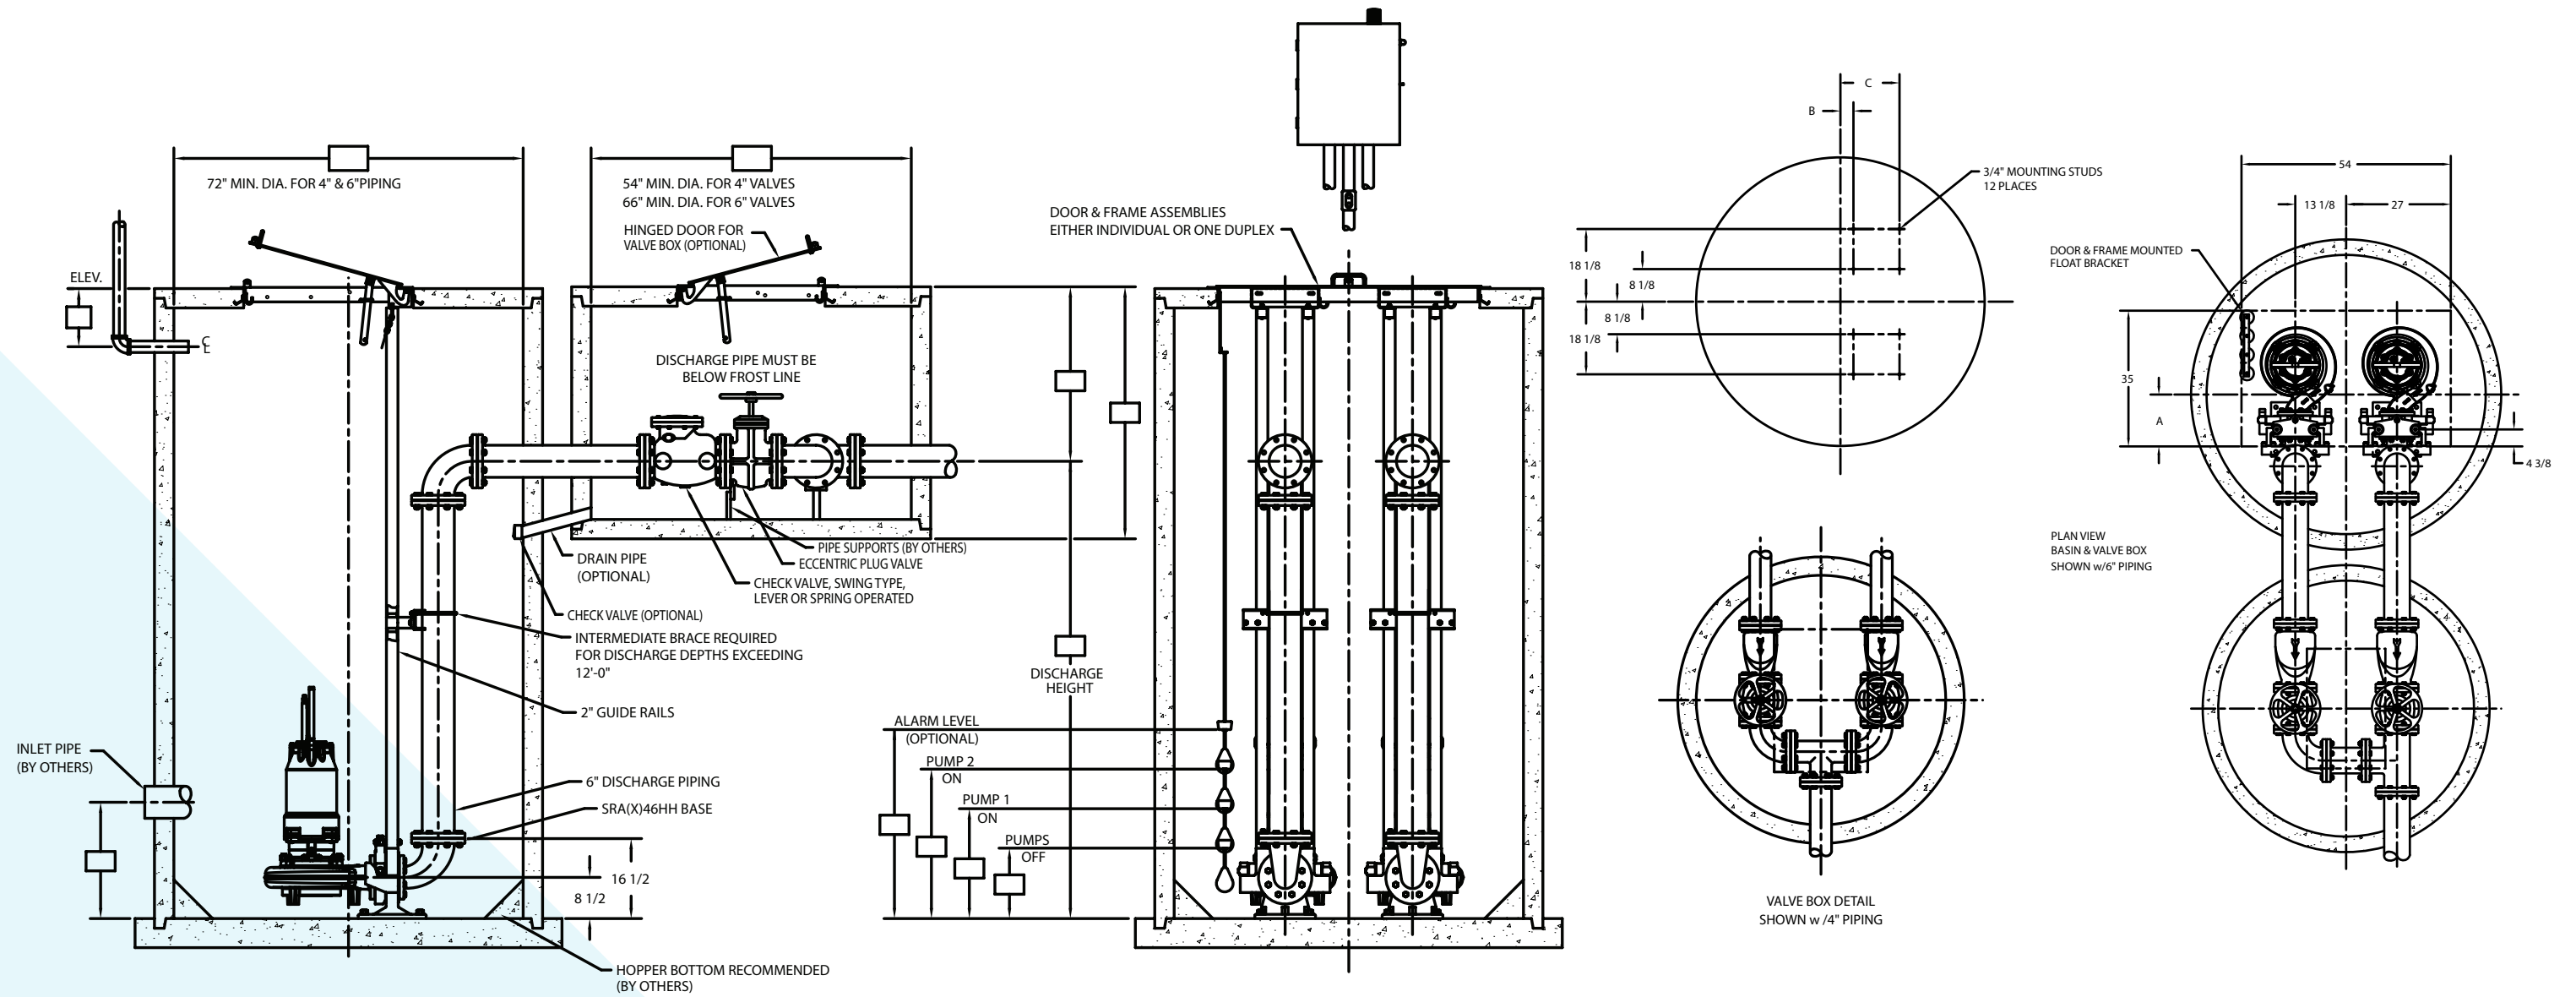 72" MIN. DIA. FOR 4" & 6"PIPING
ELEV.
CL
INLET PIPE
(BY OTHERS)
54" MIN. DIA. FOR 4" VALVES
66" MIN. DIA. FOR 6" VALVES
HINGED DOOR FOR
VALVE BOX (OPTIONAL)
DISCHARGE PIPE MUST BE
BELOW FROST LINE
PIPE SUPPORTS (BY OTHERS)
ECCENTRIC PLUG VALVE
CHECK VALVE, SWING TYPE,
LEVER OR SPRING OPERATED
DRAIN PIPE
(OPTIONAL)
CHECK VALVE (OPTIONAL)
INTERMEDIATE BRACE REQUIRED
FOR DISCHARGE DEPTHS EXCEEDING
12'-0"
2" GUIDE RAILS
6" DISCHARGE PIPING
SRA(X)46HH BASE
16 1/2
8 1/2
HOPPER BOTTOM RECOMMENDED
(BY OTHERS)
DOOR & FRAME ASSEMBLIES
EITHER INDIVIDUAL OR ONE DUPLEX
DISCHARGE
HEIGHT
ALARM LEVEL
(OPTIONAL)
PUMP 2
ON
PUMP 1
ON
PUMPS
OFF
C
B
3/4" MOUNTING STUDS
12 PLACES
18 1/8
8 1/8
8 1/8
18 1/8
VALVE BOX DETAIL
SHOWN w /4" PIPING
54
13 1/8
27
DOOR & FRAME MOUNTED
FLOAT BRACKET
35
A
4 3/8
PLAN VIEW
BASIN & VALVE BOX
SHOWN w/6" PIPING